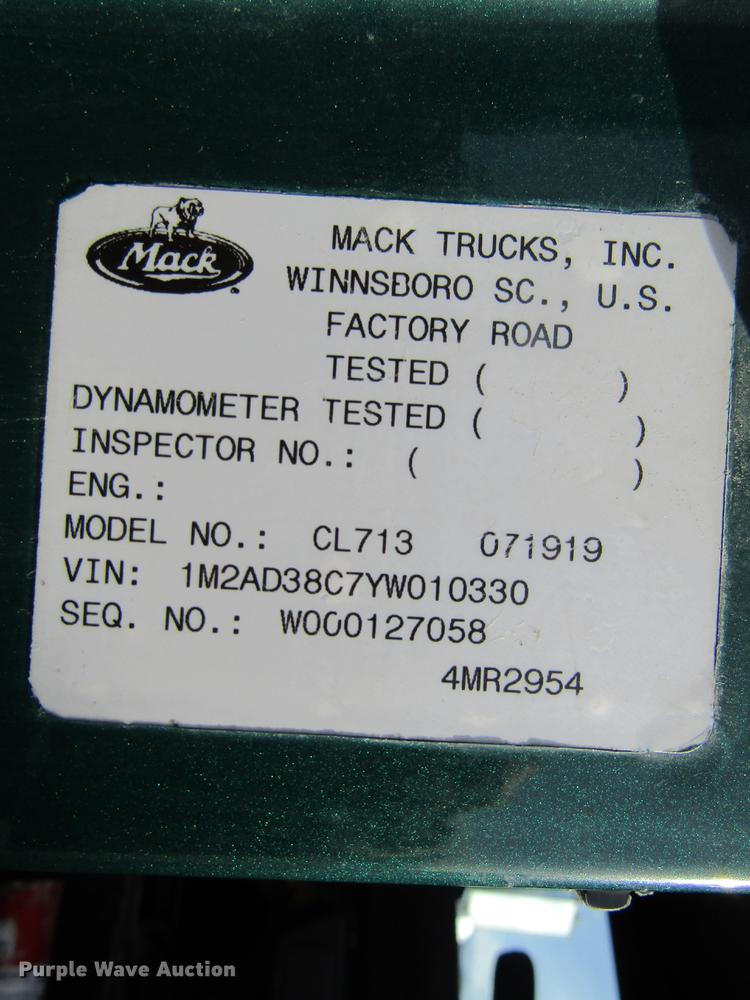 Mack
MACK TRUCKS, INC.
WINNSBORO SC., U.S.
FACTORY ROAD
TESTED ( )
DYNAMOMETER TESTED ( )
INSPECTOR NO.: ( )
ENG.:
MODEL NO.: CL713 071919
VIN: 1M2AD38C7YW010330
SEQ. NO.: W000127058
4MR2954
Purple Wave Auction